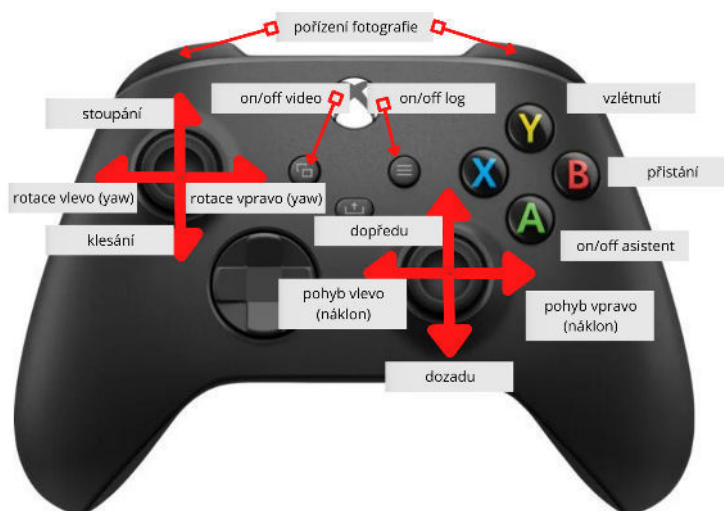 pořízení fotografie
on/off video
on/off log
stoupání
vzlétnutí
Y
X
B
přistání
rotace vlevo (yaw)
rotace vpravo (yaw)
A
klesání
dopředu
on/off asistent
pohyb vlevo
(náklon)
pohyb vpravo
(náklon)
dozadu